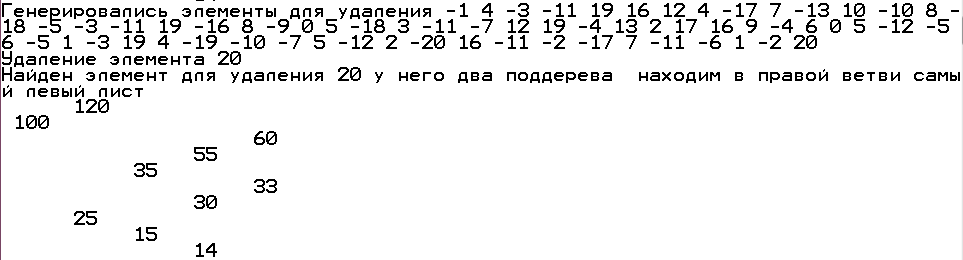 Генерировались элементы для удаления -1 4 -3 -11 19 16 12 4 -17 7 -13 10 -10 8 -
18 -5 -3 -11 19 -16 8 -9 0 5 -18 3 -11 -7 12 19 -4 13 2 17 16 9 -4 6 0 5 -12 -5
6 -5 1 -3 19 4 -19 -10 -7 5 -12 2 -20 16 -11 -2 -17 7 -11 -6 1 -2 20
Удаление элемента 20
Найден элемент для удаления 20 у него два поддерева находим в правой ветви самы
й левый лист
120
100
60
55
35
33
30
25
15
14